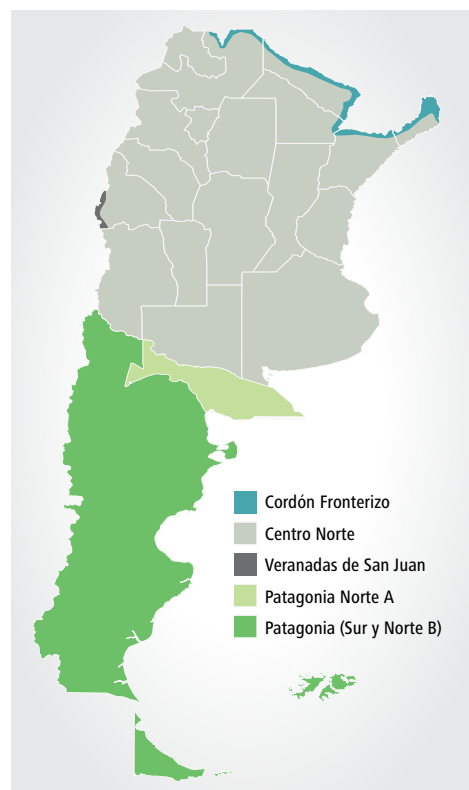 Cordón Fronterizo
Centro Norte
Veranadas de San Juan
Patagonia Norte A
Patagonia (Sur y Norte B)